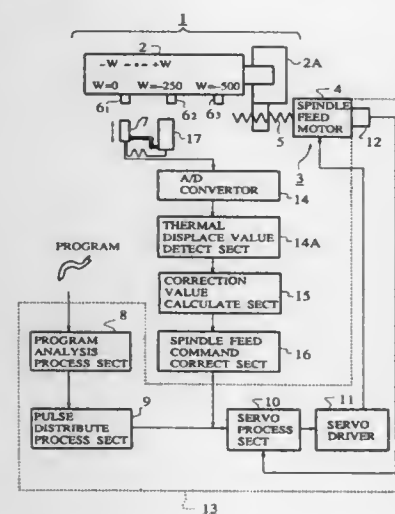 1
2
2A
-W - · - +W
W=0 W=-250 W=-500
4
6₁ 6₂ 6₃
SPINDLE
FEED
MOTOR
7
17
5
12
3
A/D
CONVERTOR
14
THERMAL
DISPLACE VALUE
DETECT SECT
14A
PROGRAM
CORRECTION
VALUE
CALCULATE SECT
15
8
PROGRAM
ANALYSIS
PROCESS SECT
SPINDLE FEED
COMMAND
CORRECT SECT
16
10
11
PULSE
DISTRIBUTE
PROCESS SECT
9
SERVO
PROCESS
SECT
SERVO
DRIVER
13